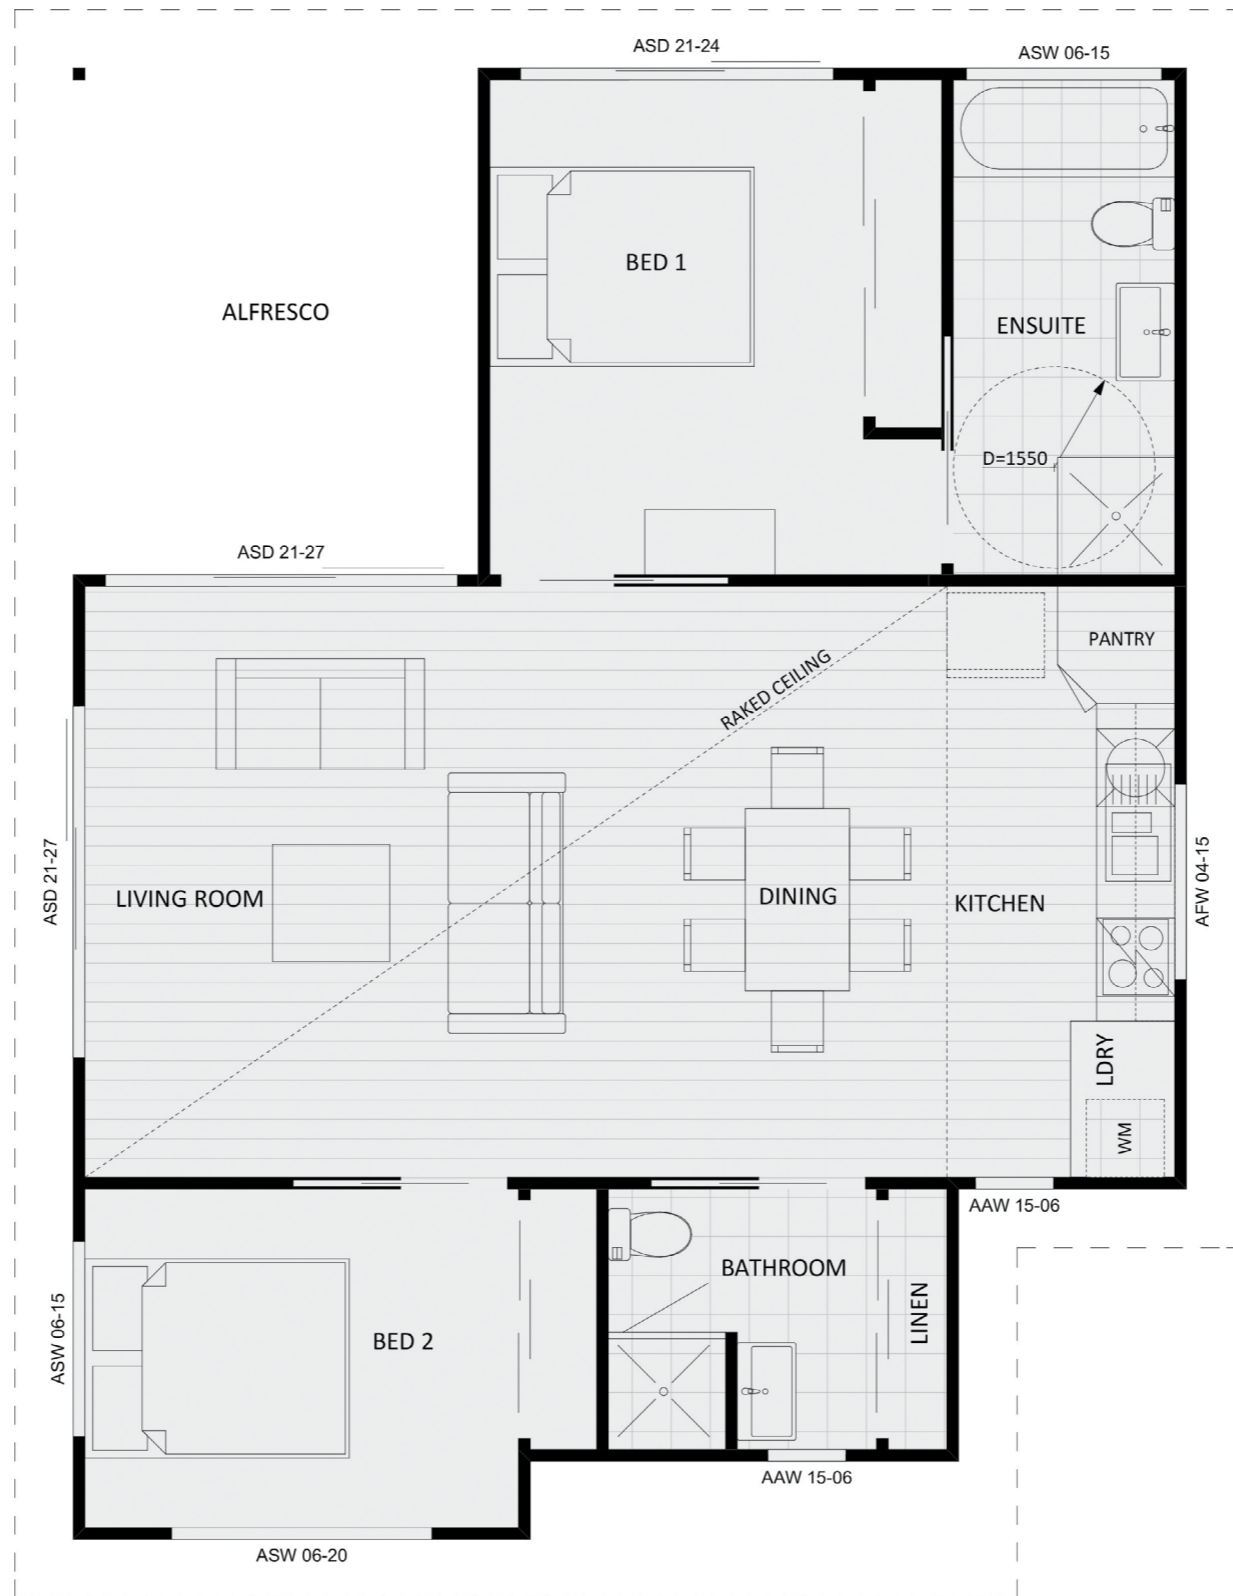 ASD 21-24
ASW 06-15
BED 1
ALFRESCO
ENSUITE
D=1550
ASD 21-27
PANTRY
RAKED CEILING
ASD 21-27
LIVING ROOM
DINING
KITCHEN
AFW 04-15
LDRY
WM
AAW 15-06
BATHROOM
LINEN
ASW 06-15
BED 2
AAW 15-06
ASW 06-20